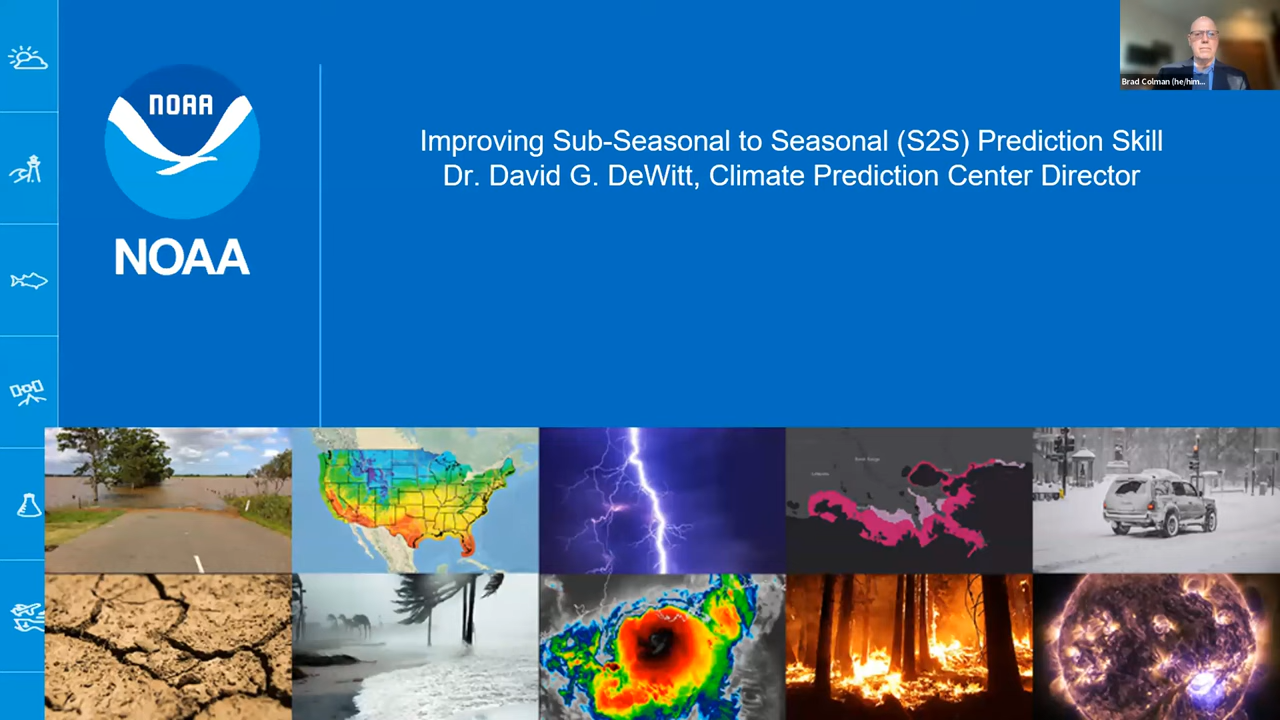 Brad Colman (he/him...
NOAA
Improving Sub-Seasonal to Seasonal (S2S) Prediction Skill
Dr. David G. DeWitt, Climate Prediction Center Director
NOAA